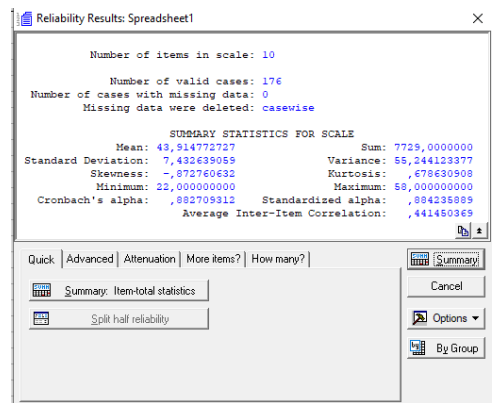 Reliability Results: Spreadsheet1
Number of items in scale: 10
Number of valid cases: 176
Number of cases with missing data: 0
Missing data were deleted: casewise
SUMMARY STATISTICS FOR SCALE
Mean: 43,914772727 Sum: 7729,0000000
Standard Deviation: 7,432639059 Variance: 55,244123377
Skewness: -,872760632 Kurtosis: ,678630908
Minimum: 22,000000000 Maximum: 58,000000000
Cronbach's alpha: ,882709312 Standardized alpha: ,884235889
Average Inter-Item Correlation: ,441450369
Quick Advanced Attenuation More items? How many?
Summary
Summary: Item-total statistics
Cancel
Split half reliability
Options
By Group